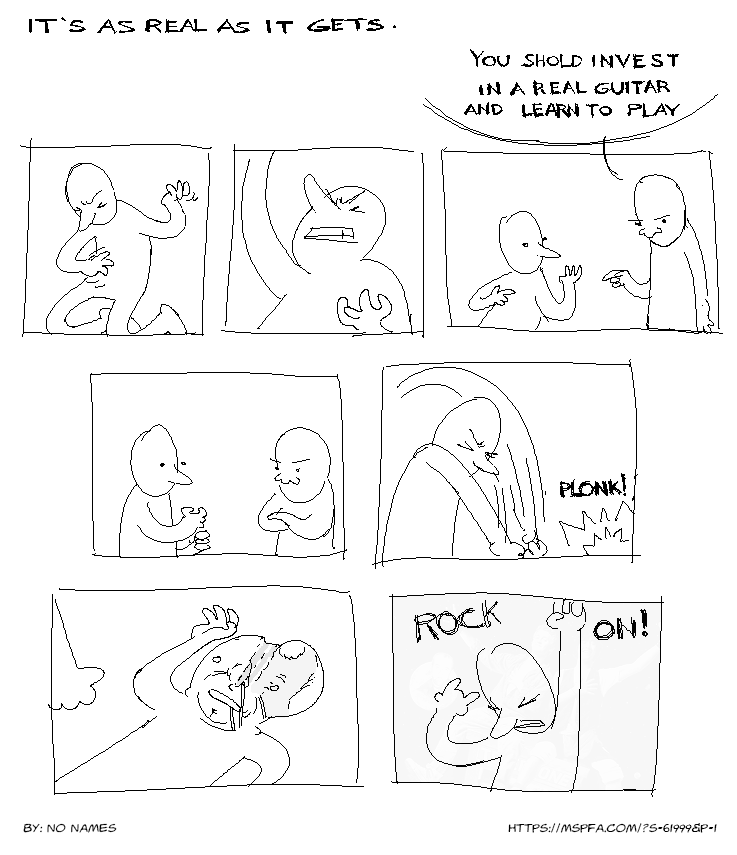 IT'S AS REAL AS IT GETS.
YOU SHOLD INVEST
IN A REAL GUITAR
AND LEARN TO PLAY
PLONK!
ROCK ON!
BY: NO NAMES
HTTPS://MSPFA.COM/?S=61999&P=1